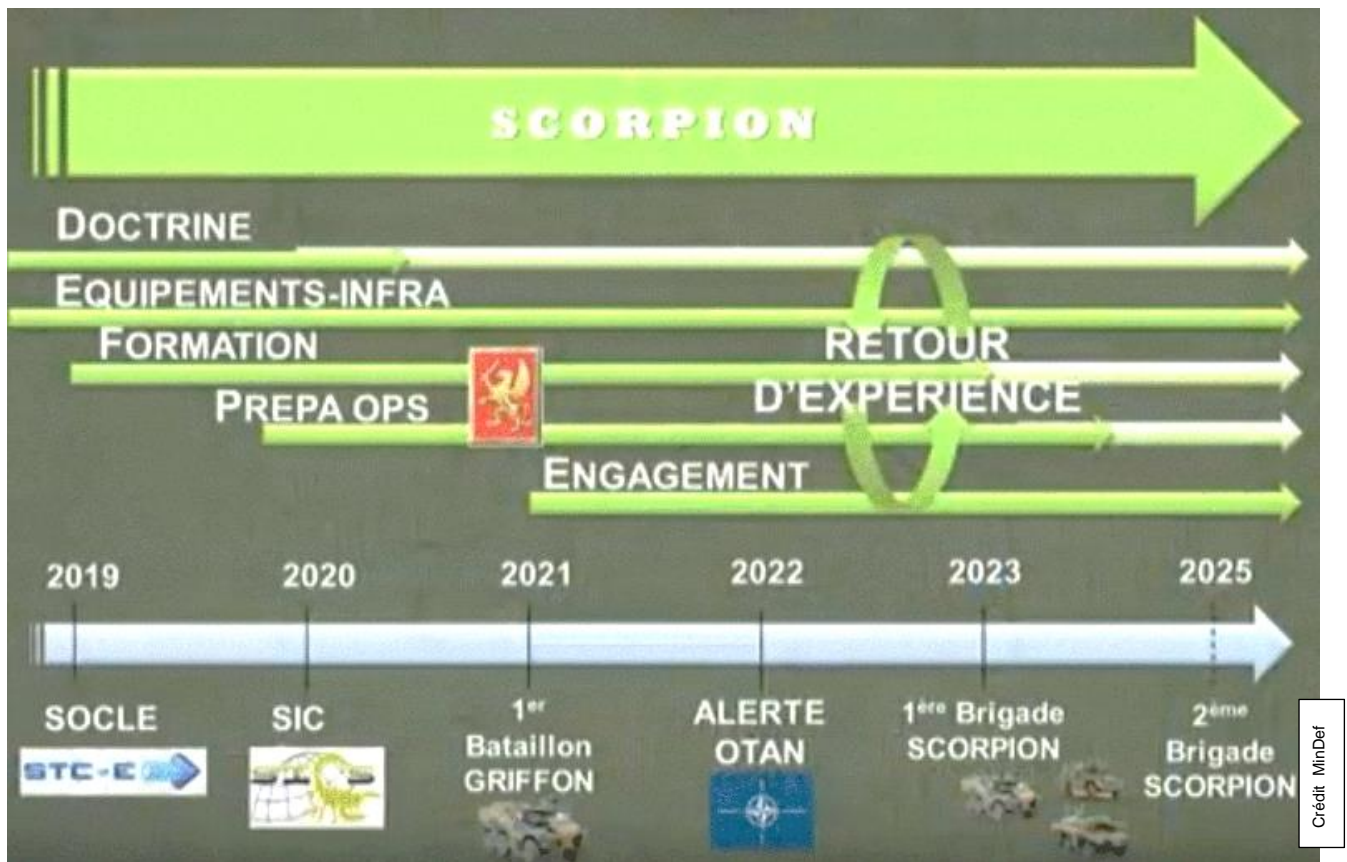 SCORPION
DOCTRINE
EQUIPEMENTS-INFRA
FORMATION
PREPA OPS
RETOUR
D'EXPERIENCE
ENGAGEMENT
2019 2020 2021 2022 2023 2025
SOCLE
STC-E
SIC
1er
Bataillon
GRIFFON
ALERTE
OTAN
1ère Brigade
SCORPION
2ème
Brigade
SCORPION
Crédit MinDef